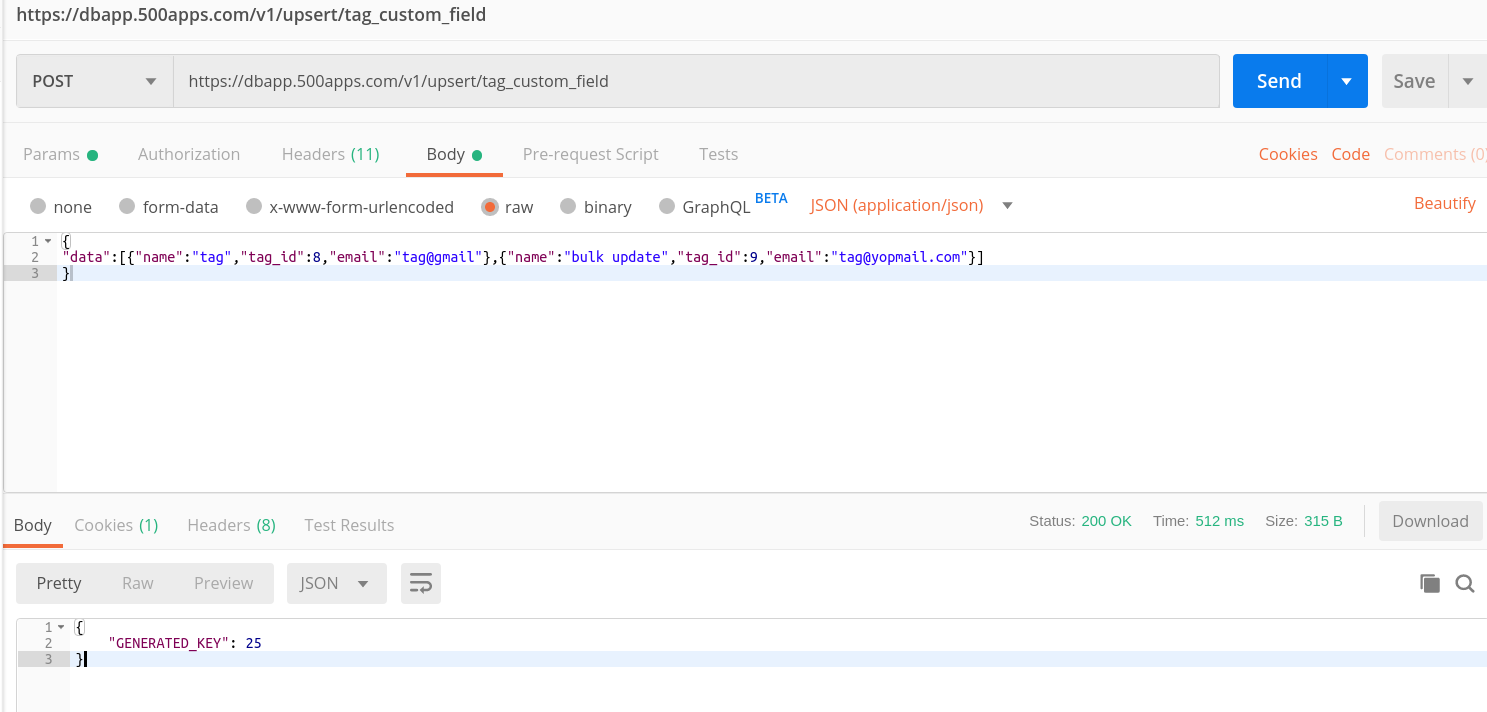 https://dbapp.500apps.com/v1/upsert/tag_custom_field
POST https://dbapp.500apps.com/v1/upsert/tag_custom_field Send Save
Params Authorization Headers (11) Body Pre-request Script Tests Cookies Code Comments (0)
none form-data x-www-form-urlencoded raw binary GraphQL BETA JSON (application/json) Beautify
1 {
2 "data":[{"name":"tag","tag_id":8,"email":"tag@gmail"},{"name":"bulk update","tag_id":9,"email":"tag@yopmail.com"}]
3 }
Body Cookies (1) Headers (8) Test Results Status: 200 OK Time: 512 ms Size: 315 B Download
Pretty Raw Preview JSON
1 {
2 "GENERATED_KEY": 25
3 }